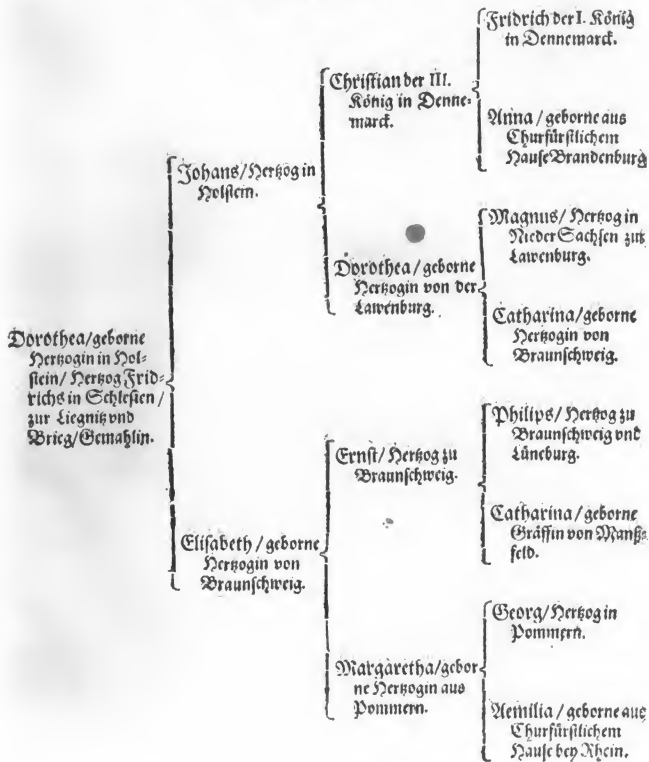 Dorothea/geborne
Hertzogin in Hol-
stein/ Hertzog Frid-
richs in Schlesien /
zur Liegnitz vnd
Brieg/Gemahlin.
Johans/Hertzog in
Holstein.
Christian der III.
König in Denne-
marck.
Fridrich der I. König
in Dennemarck.
Anna/geborne aus
Churfürstlichem
Hause Brandenburg
Dorothea/geborne
Hertzogin von der
Lawenburg.
Magnus/Hertzog in
Nieder Sachsen zur
Lawenburg.
Catharina/geborne
Hertzogin von
Braunschweig.
Elisabeth/geborne
Hertzogin von
Braunschweig.
Ernst/Hertzog zu
Braunschweig.
Philips/Hertzog zu
Braunschweig vnd
Lüneburg.
Catharina/geborne
Gräffin von Manß-
feld.
Margaretha/gebor
ne Hertzogin aus
Pommern.
Georg/Hertzog in
Pommern.
Aemilia/geborne aus
Churfürstlichem
Hause bey Rhein.